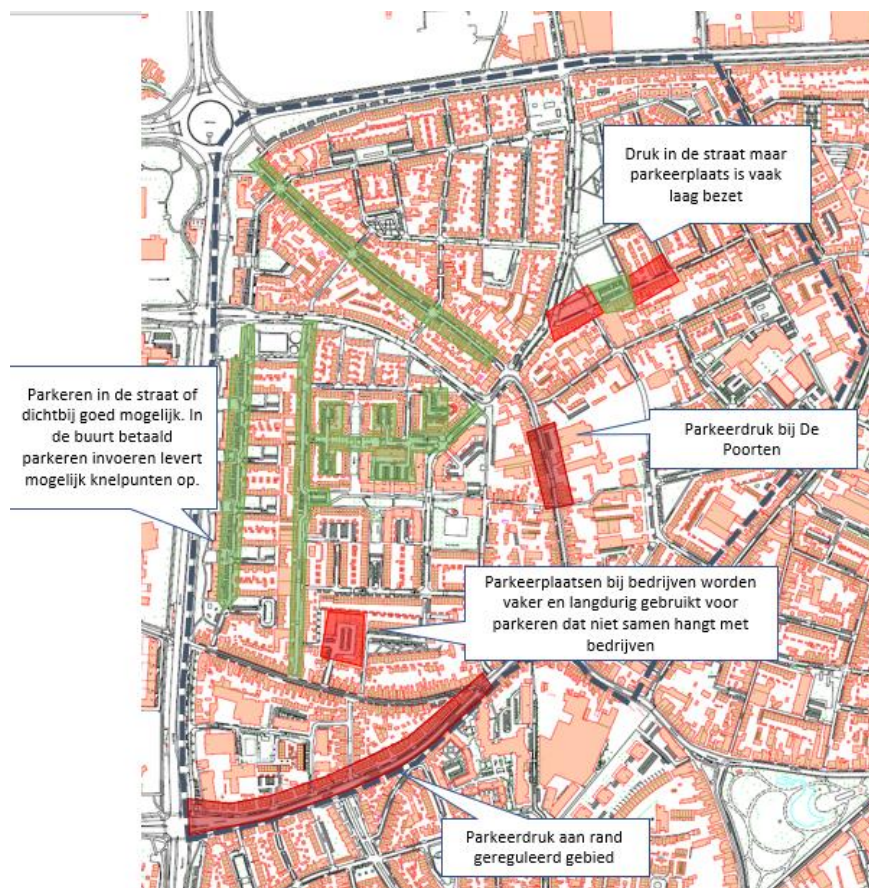 Druk in de straat maar
parkeerplaats is vaak
laag bezet
Parkeren in de straat of
dichtbij goed mogelijk. In
de buurt betaald
parkeren invoeren levert
mogelijk knelpunten op.
Parkeerdruk bij De
Poorten
Parkeerplaatsen bij bedrijven worden
vaker en langdurig gebruikt voor
parkeren dat niet samen hangt met
bedrijven
Parkeerdruk aan rand
gereguleerd gebied